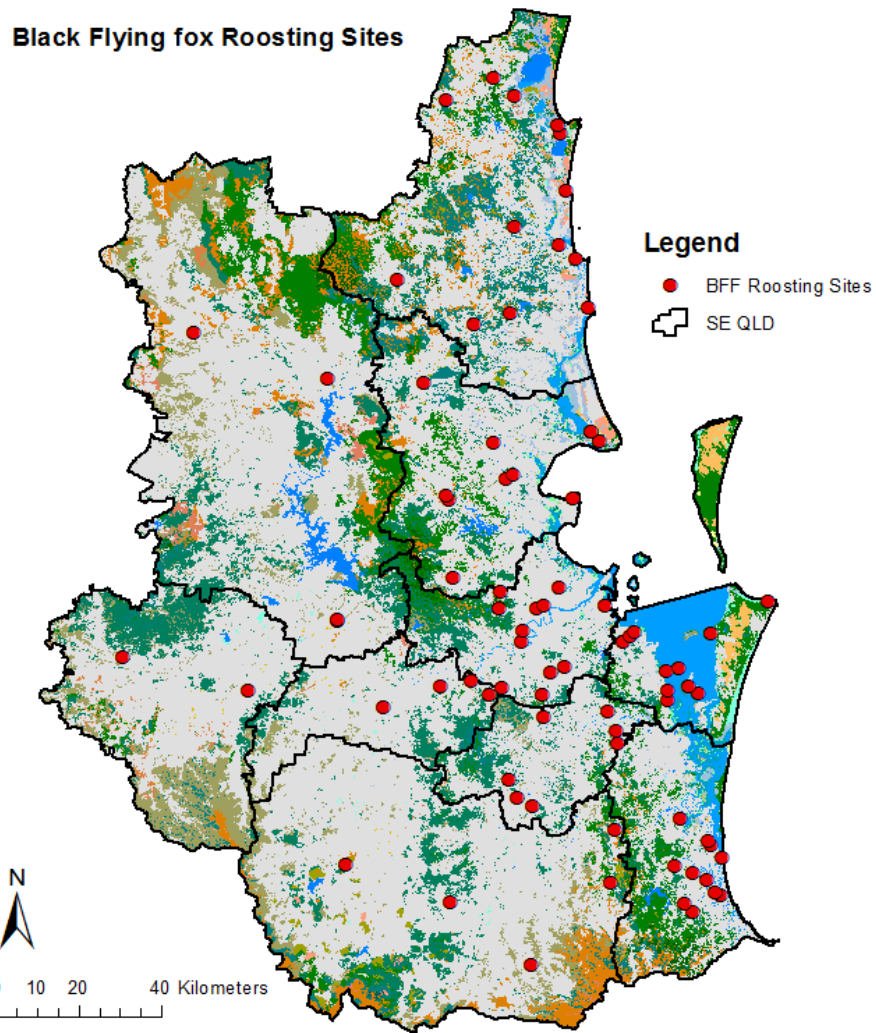 Black Flying fox Roosting Sites
Legend
BFF Roosting Sites
SE QLD
N
10 20 40 Kilometers